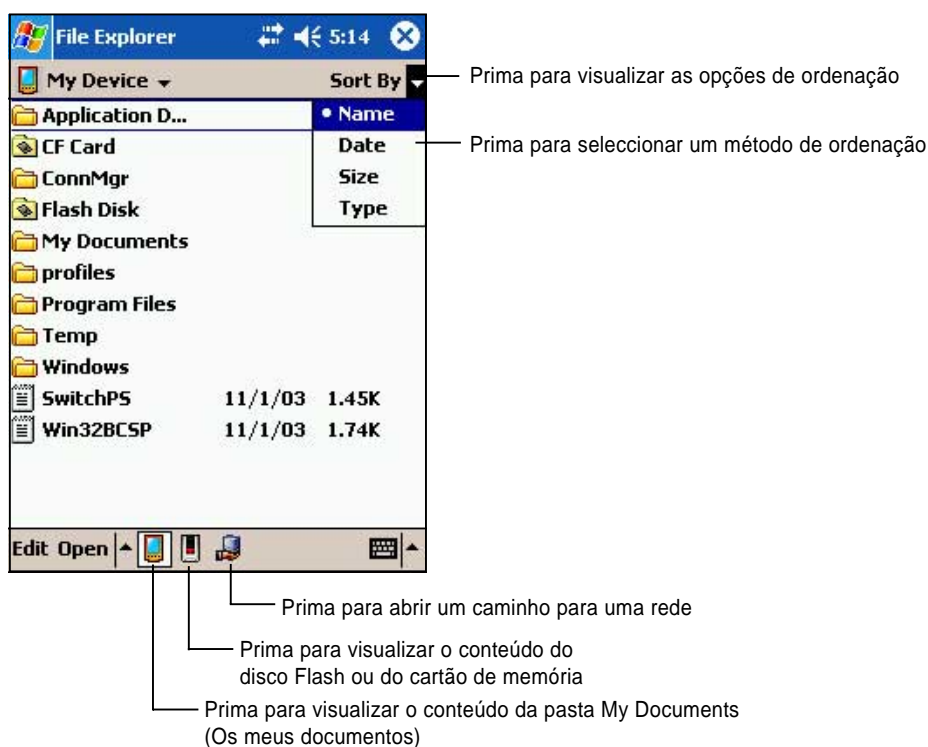 File Explorer 5:14
My Device Sort By
Prima para visualizar as opções de ordenação
Application D...
Name
CF Card
Date
Prima para seleccionar um método de ordenação
ConnMgr
Size
Flash Disk
Type
My Documents
profiles
Program Files
Temp
Windows
SwitchPS 11/1/03 1.45K
Win32BCSP 11/1/03 1.74K
Edit Open
Prima para abrir um caminho para uma rede
Prima para visualizar o conteúdo do
disco Flash ou do cartão de memória
Prima para visualizar o conteúdo da pasta My Documents
(Os meus documentos)